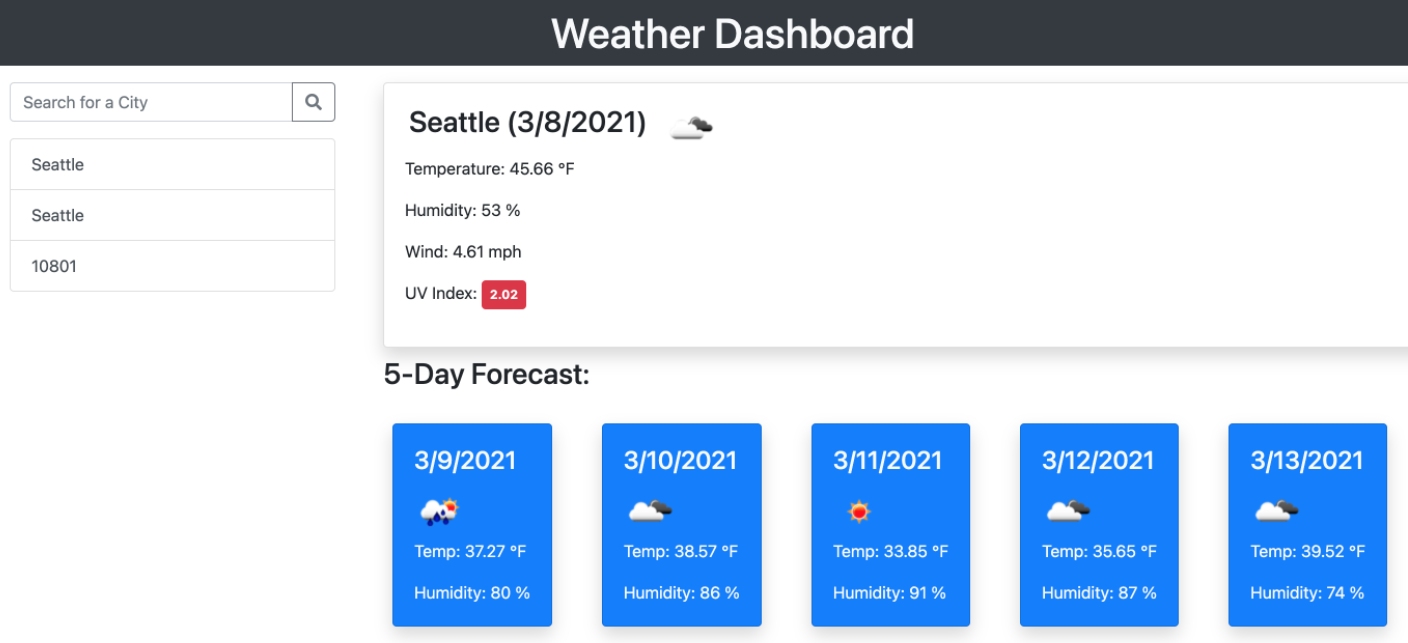 Weather Dashboard
Search for a City
Seattle
Seattle
10801
Seattle (3/8/2021)
Temperature: 45.66 °F
Humidity: 53 %
Wind: 4.61 mph
UV Index: 2.02
5-Day Forecast:
3/9/2021
Temp: 37.27 °F
Humidity: 80 %
3/10/2021
Temp: 38.57 °F
Humidity: 86 %
3/11/2021
Temp: 33.85 °F
Humidity: 91 %
3/12/2021
Temp: 35.65 °F
Humidity: 87 %
3/13/2021
Temp: 39.52 °F
Humidity: 74 %